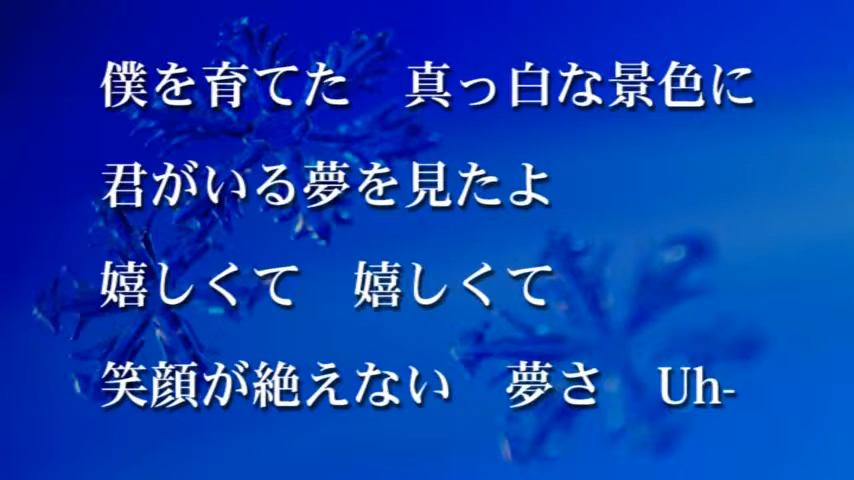 僕を育てた　真っ白な景色に
君がいる夢を見たよ
嬉しくて　嬉しくて
笑顔が絶えない　夢さ　Uh-